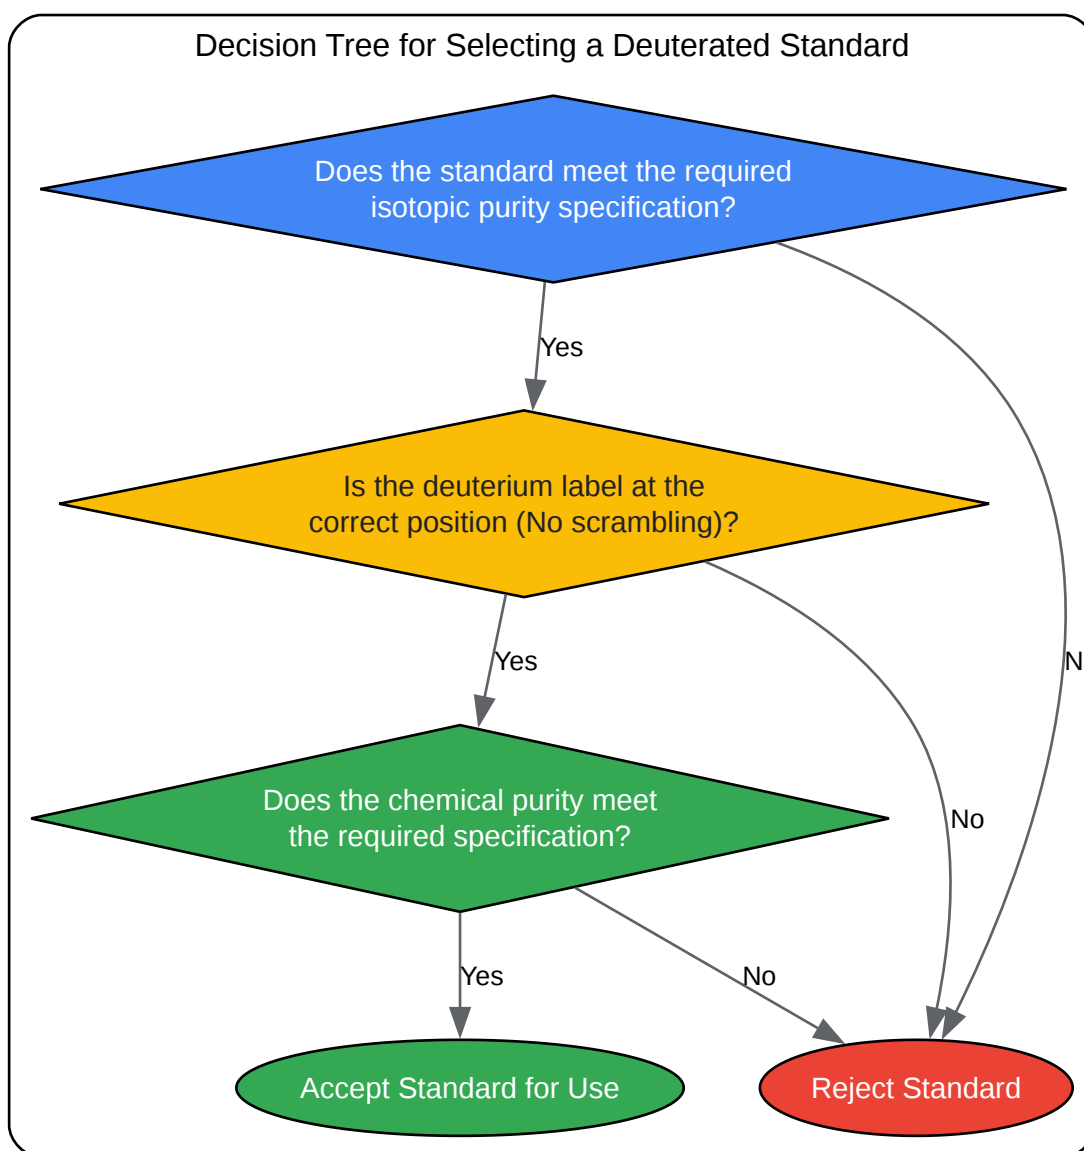 Decision Tree for Selecting a Deuterated Standard
Does the standard meet the required
isotopic purity specification?
Yes
Is the deuterium label at the
correct position (No scrambling)?
Yes
N
Does the chemical purity meet
the required specification?
No
Yes
No
Accept Standard for Use
Reject Standard